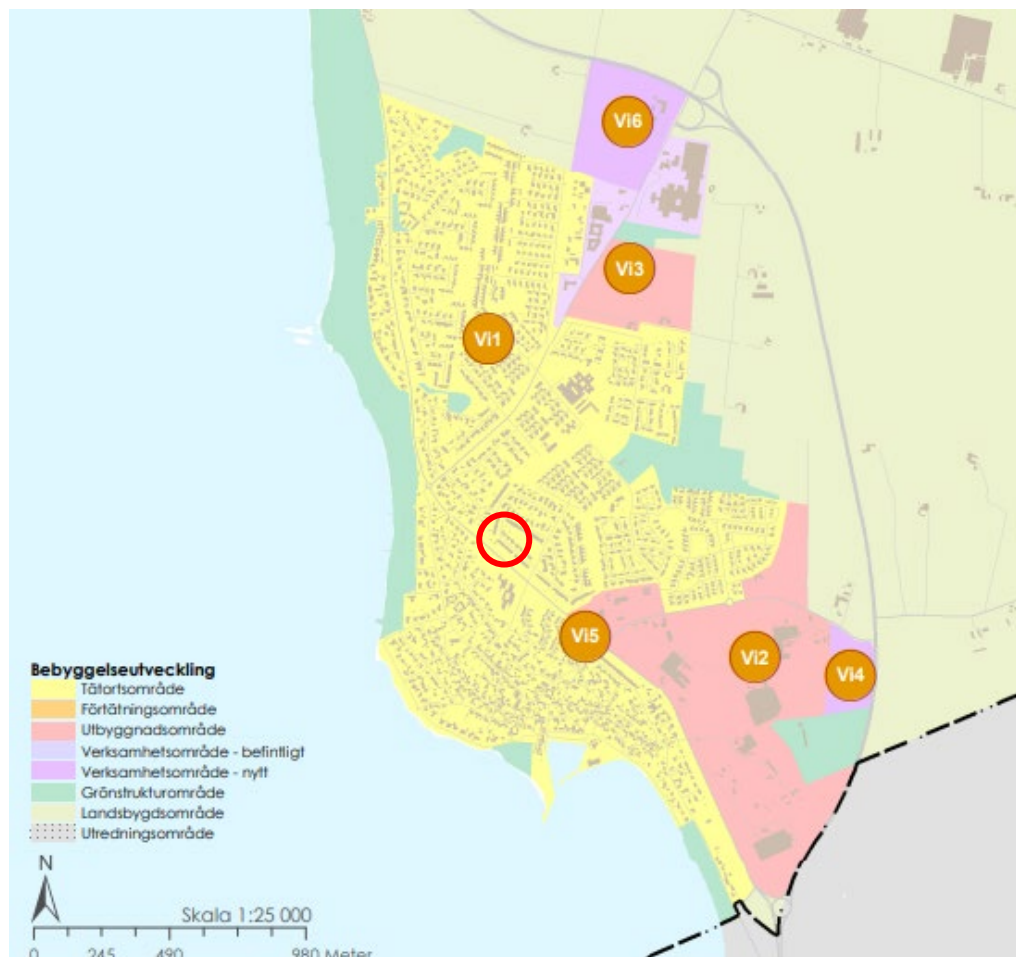 Vi6
Vi3
Vi1
Vi5
Vi2
Vi4
Bebyggelseutveckling
Tätortsområde
Förtätningsområde
Utbyggnadsområde
Verksamhetsområde - befintligt
Verksamhetsområde - nytt
Grönstrukturområde
Landsbygdsområde
Utredningsområde
N
Skala 1:25 000
0 245 490 980 Meter